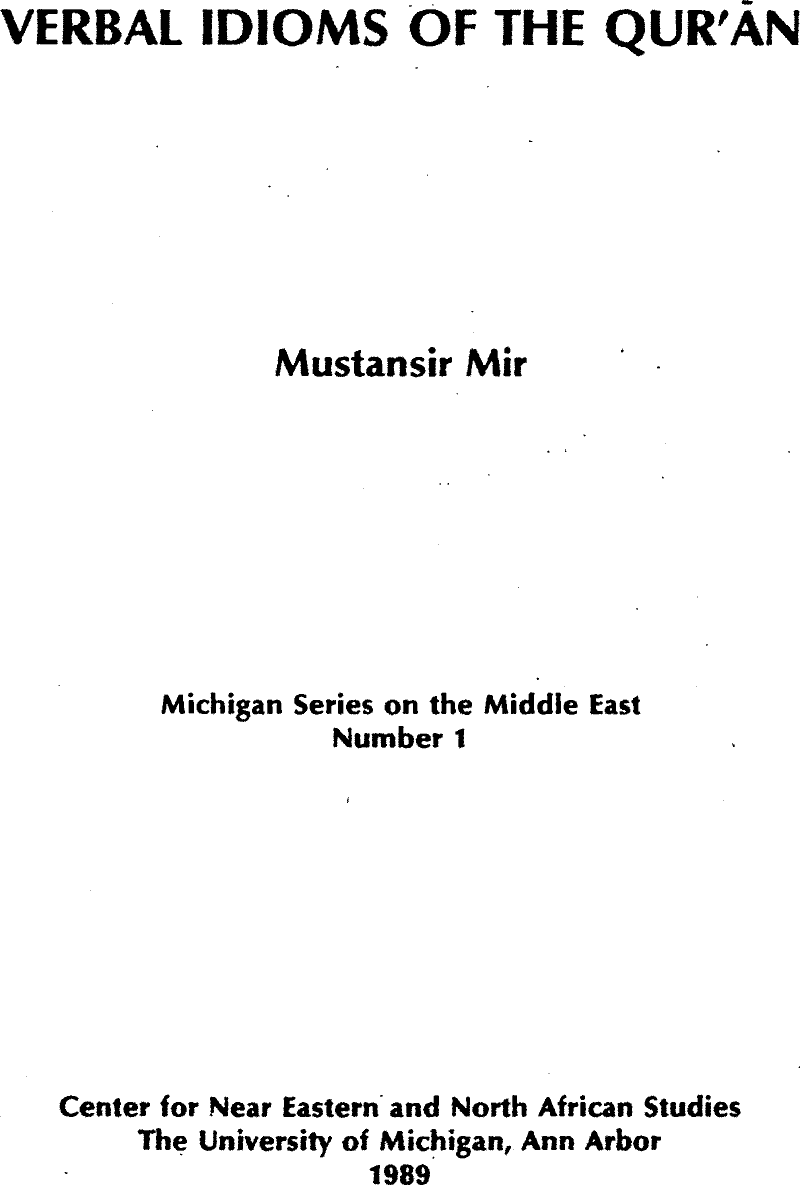 VERBAL IDIOMS OF THE QUR'ĀN
Mustansir Mir
Michigan Series on the Middle East
Number 1
Center for Near Eastern and North African Studies
The University of Michigan, Ann Arbor
1989